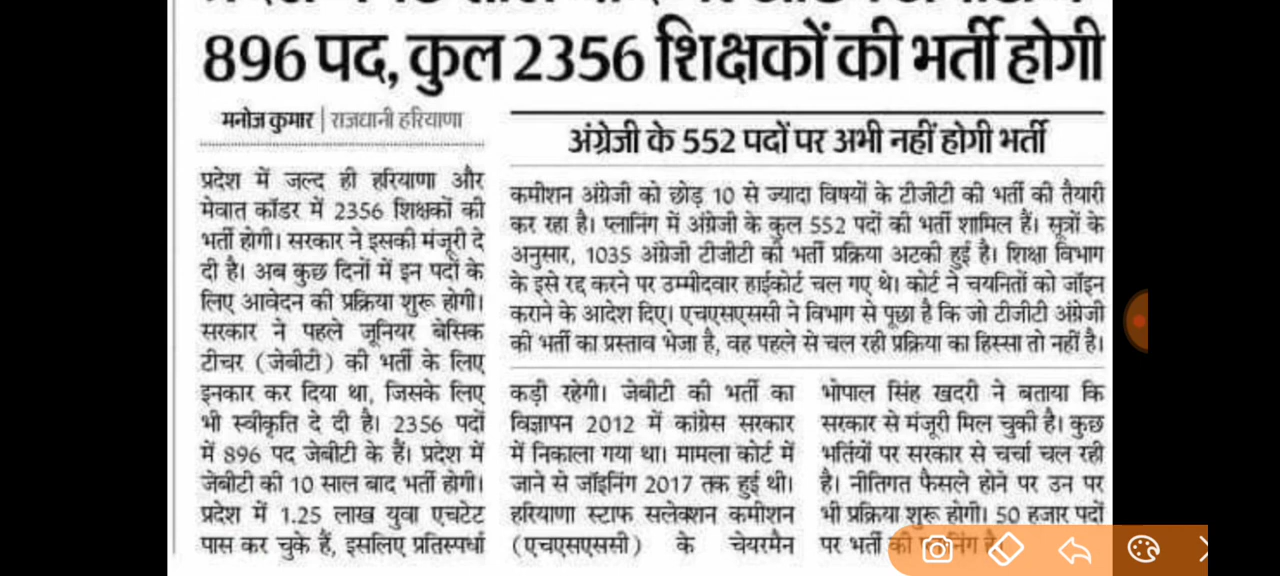 896 पद, कुल 2356 शिक्षकों की भर्ती होगी
मनोज कुमार | राजधानी हरियाणा
प्रदेश में जल्द ही हरियाणा और
मेवात कॉडर में 2356 शिक्षकों की
भर्ती होगी। सरकार ने इसकी मंजूरी दे
दी है। अब कुछ दिनों में इन पदों के
लिए आवेदन की प्रक्रिया शुरू होगी।
सरकार ने पहले जूनियर बेसिक
टीचर (जेबीटी) की भर्ती के लिए
इनकार कर दिया था, जिसके लिए
भी स्वीकृति दे दी है। 2356 पदों
में 896 पद जेबीटी के हैं। प्रदेश में
जेबीटी की 10 साल बाद भर्ती होगी।
प्रदेश में 1.25 लाख युवा एचटेट
पास कर चुके हैं, इसलिए प्रतिस्पर्धा
अंग्रेजी के 552 पदों पर अभी नहीं होगी भर्ती
कमीशन अंग्रेजी को छोड़ 10 से ज्यादा विषयों के टीजीटी की भर्ती की तैयारी
कर रहा है। प्लानिंग में अंग्रेजी के कुल 552 पदों की भर्ती शामिल हैं। सूत्रों के
अनुसार, 1035 अंग्रेजी टीजीटी की भर्ती प्रक्रिया अटकी हुई है। शिक्षा विभाग
के इसे रद्द करने पर उम्मीदवार हाईकोर्ट चल गए थे। कोर्ट ने चयनितों को जॉइन
कराने के आदेश दिए। एचएसएससी ने विभाग से पूछा है कि जो टीजीटी अंग्रेजी
की भर्ती का प्रस्ताव भेजा है, वह पहले से चल रही प्रक्रिया का हिस्सा तो नहीं है।
कड़ी रहेगी। जेबीटी की भर्ती का
विज्ञापन 2012 में कांग्रेस सरकार
में निकाला गया था। मामला कोर्ट में
जाने से जॉइनिंग 2017 तक हुई थी।
हरियाणा स्टाफ सलेक्शन कमीशन
(एचएसएससी) के चेयरमैन
भोपाल सिंह खदरी ने बताया कि
सरकार से मंजूरी मिल चुकी है। कुछ
भर्तियों पर सरकार से चर्चा चल रही
है। नीतिगत फैसले होने पर उन पर
भी प्रक्रिया शुरू होगी। 50 हजार पदों
पर भर्ती की